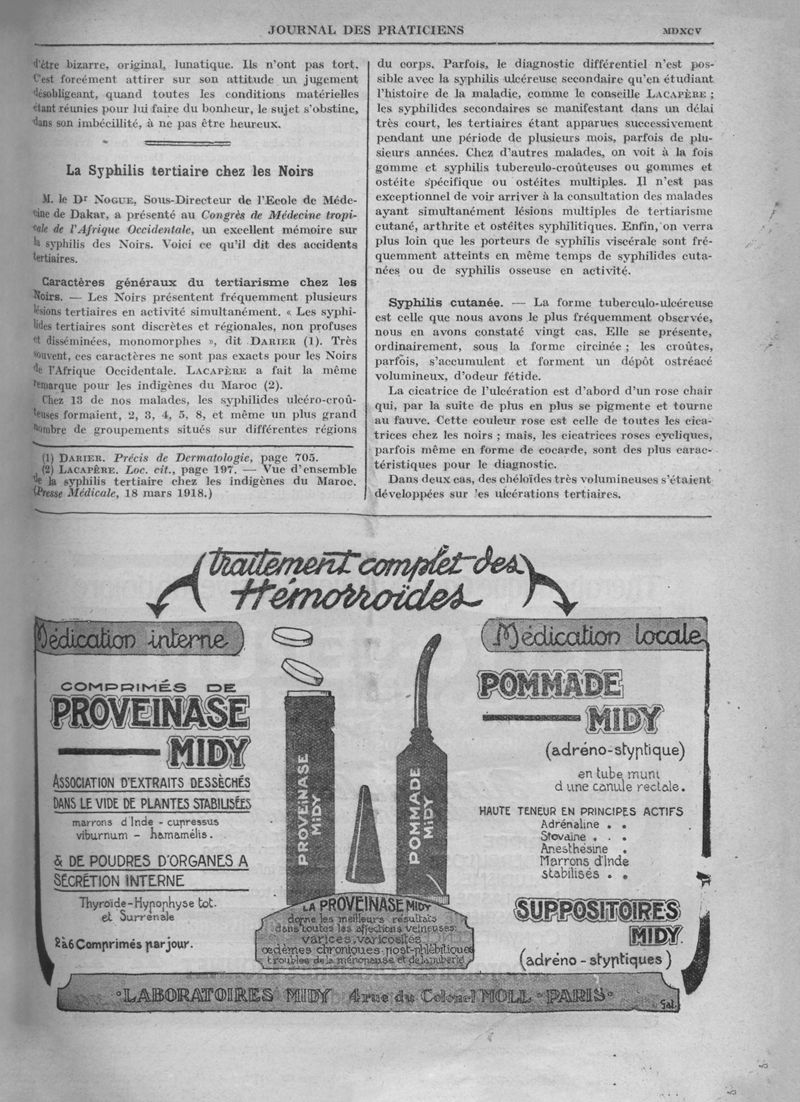 JOURNAL DES PRATICIENS
MDXCV
d'être bizarre, original, lunatique. Ils n'ont pas tort.
C'est forcément attirer sur son attitude un jugement
désobligeant, quand toutes les conditions matérielles
étant réunies pour lui faire du bonheur, le sujet s'obstine,
dans son imbécillité, à ne pas être heureux.
La Syphilis tertiaire chez les Noirs
M. le Dr NOGUE, Sous-Directeur de l'Ecole de Méde-
cine de Dakar, a présenté au Congrès de Médecine tropi-
cale de l'Afrique Occidentale, un excellent mémoire sur
la syphilis des Noirs. Voici ce qu'il dit des accidents
tertiaires.
Caractères généraux du tertiarisme chez les
Noirs. — Les Noirs présentent fréquemment plusieurs
lésions tertiaires en activité simultanément. « Les syphi-
lides tertiaires sont discrètes et régionales, non profuses
et disséminées, monomorphes », dit DARIER (1). Très
souvent, ces caractères ne sont pas exacts pour les Noirs
de l'Afrique Occidentale. LACAPÈRE a fait la même
remarque pour les indigènes du Maroc (2).
Chez 13 de nos malades, les syphilides ulcéro-croû-
teuses formaient, 2, 3, 4, 5, 8, et même un plus grand
nombre de groupements situés sur différentes régions
(1) DARIER. Précis de Dermatologie, page 705.
(2) LACAPÈRE. Loc. cit., page 197. — Vue d'ensemble
de la syphilis tertiaire chez les indigènes du Maroc.
(Presse Médicale, 18 mars 1918.)
du corps. Parfois, le diagnostic différentiel n'est pos-
sible avec la syphilis ulcéreuse secondaire qu'en étudiant
l'histoire de la maladie, comme le conseille LACAPÈRE ;
les syphilides secondaires se manifestant dans un délai
très court, les tertiaires étant apparues successivement
pendant une période de plusieurs mois, parfois de plu-
sieurs années. Chez d'autres malades, on voit à la fois
gomme et syphilis tuberculo-croûteuses ou gommes et
ostéite spécifique ou ostéites multiples. Il n'est pas
exceptionnel de voir arriver à la consultation des malades
ayant simultanément lésions multiples de tertiarisme
cutané, arthrite et ostéites syphilitiques. Enfin, on verra
plus loin que les porteurs de syphilis viscérale sont fré-
quemment atteints en même temps de syphilides cuta-
nées ou de syphilis osseuse en activité.
Syphilis cutanée. — La forme tuberculo-ulcéreuse
est celle que nous avons le plus fréquemment observée,
nous en avons constaté vingt cas. Elle se présente,
ordinairement, sous la forme circinée ; les croûtes,
parfois, s'accumulent et forment un dépôt ostréacé
volumineux, d'odeur fétide.
La cicatrice de l'ulcération est d'abord d'un rose chair
qui, par la suite de plus en plus se pigmente et tourne
au fauve. Cette couleur rose est celle de toutes les cica-
trices chez les noirs ; mais, les cicatrices roses cycliques,
parfois même en forme de cocarde, sont des plus carac-
téristiques pour le diagnostic.
Dans deux cas, des chéloïdes très volumineuses s'étaient
développées sur les ulcérations tertiaires.
Traitement complet des
Hémorroïdes
Médication interne
COMPRIMÉS DE
PROVEINASE
MIDY
ASSOCIATION D'EXTRAITS DESSÈCHÉS
DANS LE VIDE DE PLANTES STABILISÉES
marrons d'Inde - cupressus
viburnum - hamamélis.
& DE POUDRES D'ORGANES A
SÉCRÉTION INTERNE
Thyroïde-Hypophyse tot.
et Surrénale
2 à 6 Comprimés par jour.
PROVEINASE
MIDY
POMMADE
MIDY
LA PROVEINASE MIDY
donne les meilleurs résultats
dans toutes les affections veineuses:
varices, varicosités,
œdèmes chroniques post-phlébitiques
troubles de la ménopause et de la puberté
Médication locale
POMMADE
MIDY
(adréno-styptique)
en tube muni
d'une canule rectale.
HAUTE TENEUR EN PRINCIPES ACTIFS
Adrénaline . .
Stovaïne . . .
Anesthésine .
Marrons d'Inde
stabilisés . .
SUPPOSITOIRES
MIDY
(adréno-styptiques)
LABORATOIRES MIDY 4 rue du Colonel MOLL - PARIS
Gal.